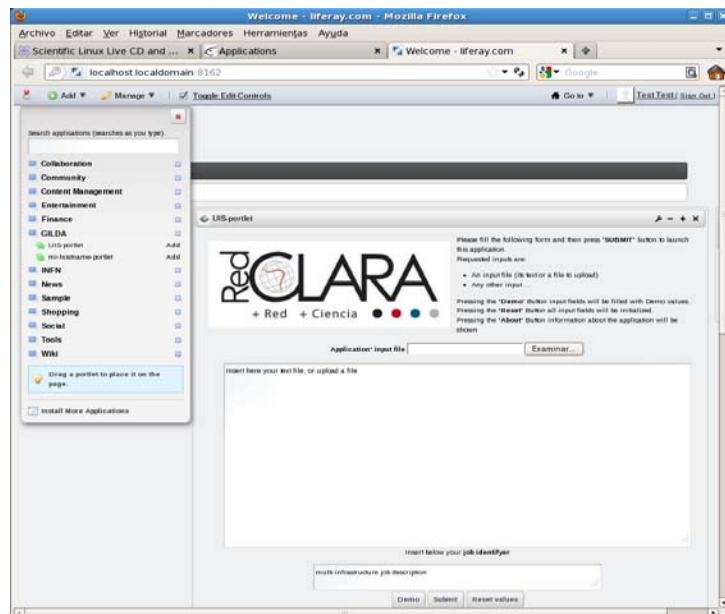 Welcome - liferay.com - Mozilla Firefox
Archivo Editar Ver Historial Marcadores Herramientas Ayuda
Scientific Linux Live CD and ...
Applications
Welcome - liferay.com
localhost.localdomain:8162
Google
Add
Manage
Toggle Edit Controls
Go to
Test Test (Sign Out)
Search applications (searches as you type).
Collaboration
Community
Content Management
Entertainment
Finance
GILDA
UIS-portlet Add
mi-hostname-portlet Add
INFN
News
Sample
Shopping
Social
Tools
Wiki
Drag a portlet to place it on the page.
Install More Applications
UIS-portlet
Red CLARA
+ Red + Ciencia
Please fill the following form and then press "SUBMIT" button to launch
this application.
Requested inputs are:
• An input file (its text or a file to upload)
• Any other input ...
Pressing the "Demo" Button input fields will be filled with Demo values.
Pressing the "Reset" Button all input fields will be initialized.
Pressing the "About" Button information about the application will be
shown
Application' input file
Examinar...
Insert here your text file, or upload a file
Insert below your job identifyer
multi-infrastructure job description
Demo Submit Reset values